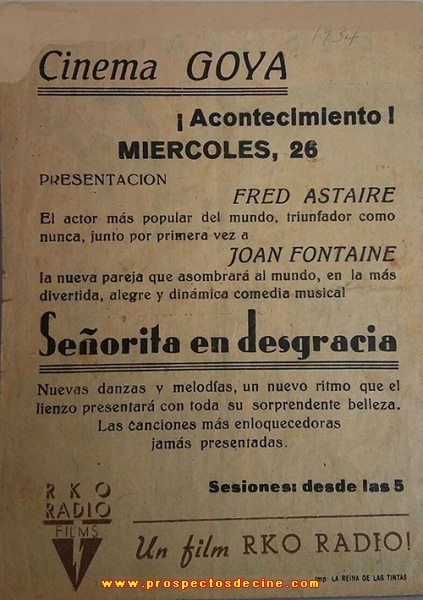 1934
Cinema GOYA
¡Acontecimiento!
MIERCOLES, 26
PRESENTACION
FRED ASTAIRE
El actor más popular del mundo, triunfador como
nunca, junto por primera vez a
JOAN FONTAINE
la nueva pareja que asombrará al mundo, en la más
divertida, alegre y dinámica comedia musical
Señorita en desgracia
Nuevas danzas y melodías, un nuevo ritmo que el
lienzo presentará con toda su sorprendente belleza.
Las canciones más enloquecedoras
jamás presentadas.
Sesiones: desde las 5
RKO
RADIO
FILMS
Un film RKO RADIO!
Imp. LA REINA DE LAS TINTAS
www.prospectosdecine.com